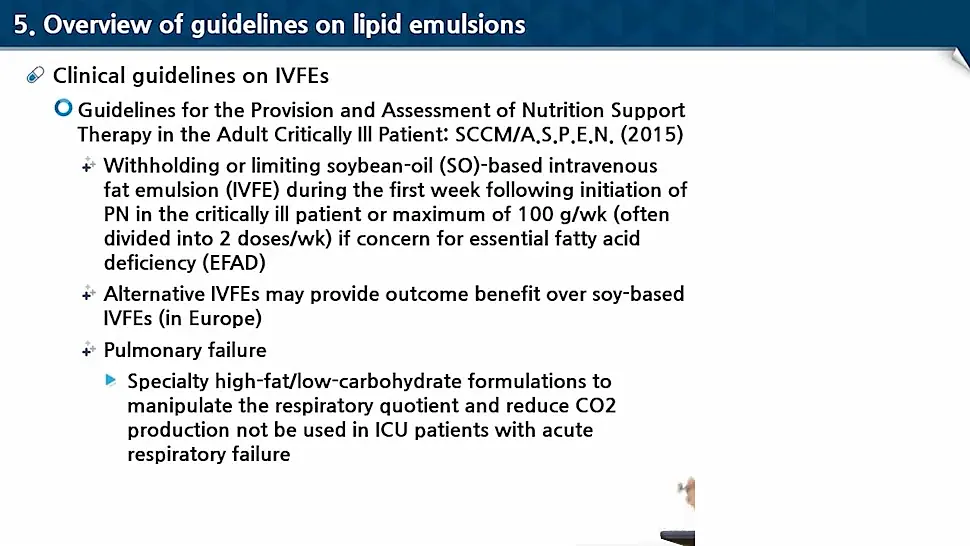 5. Overview of guidelines on lipid emulsions
Clinical guidelines on IVFEs
Guidelines for the Provision and Assessment of Nutrition Support
Therapy in the Adult Critically Ill Patient: SCCM/A.S.P.E.N. (2015)
Withholding or limiting soybean-oil (SO)-based intravenous
fat emulsion (IVFE) during the first week following initiation of
PN in the critically ill patient or maximum of 100 g/wk (often
divided into 2 doses/wk) if concern for essential fatty acid
deficiency (EFAD)
Alternative IVFEs may provide outcome benefit over soy-based
IVFEs (in Europe)
Pulmonary failure
Specialty high-fat/low-carbohydrate formulations to
manipulate the respiratory quotient and reduce CO2
production not be used in ICU patients with acute
respiratory failure